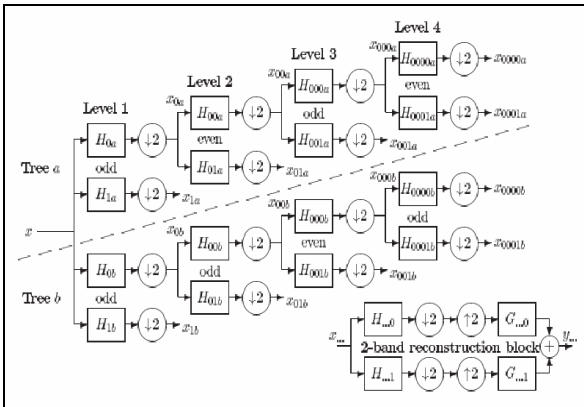 Level 4
Level 3
x000a H0000a ↓2 x0000a
Level 2
x00a H000a ↓2
even
Level 1
x0a H00a ↓2
odd
H0001a ↓2 x0001a
H0a ↓2
even
H001a ↓2 x001a
Tree a
odd
H01a ↓2 x01a
H1a ↓2 x1a
x
x000b H0000b ↓2 x0000b
x00b H000b ↓2
odd
x0b H00b ↓2
even
H0001b ↓2 x0001b
H0b ↓2
odd
H001b ↓2 x001b
Tree b
odd
H01b ↓2 x01b
H1b ↓2 x1b
H...0 ↓2 ↑2 G...0
x... 2-band reconstruction block + y...
H...1 ↓2 ↑2 G...1